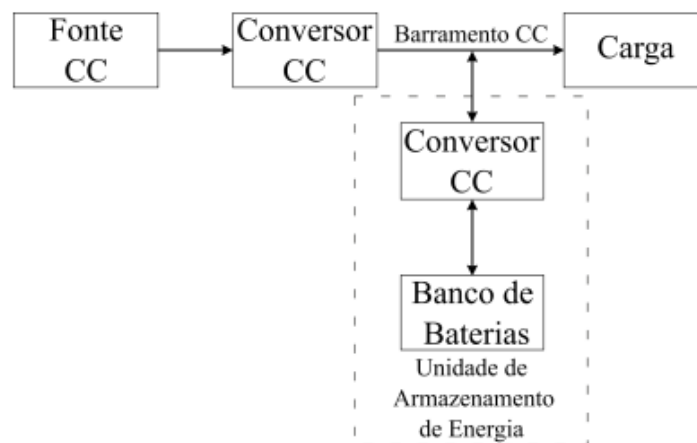 Fonte
CC
Conversor
CC
Barramento CC
Carga
Conversor
CC
Banco de
Baterias
Unidade de
Armazenamento
de Energia